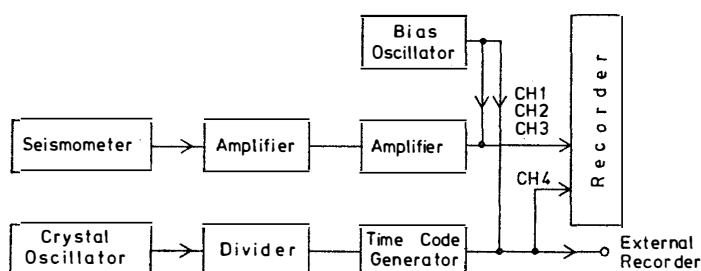 Bias
Oscillator
CH1
CH2
CH3
Recorder
Seismometer
Amplifier
Amplifier
CH4
Crystal
Oscillator
Divider
Time Code
Generator
External
Recorder